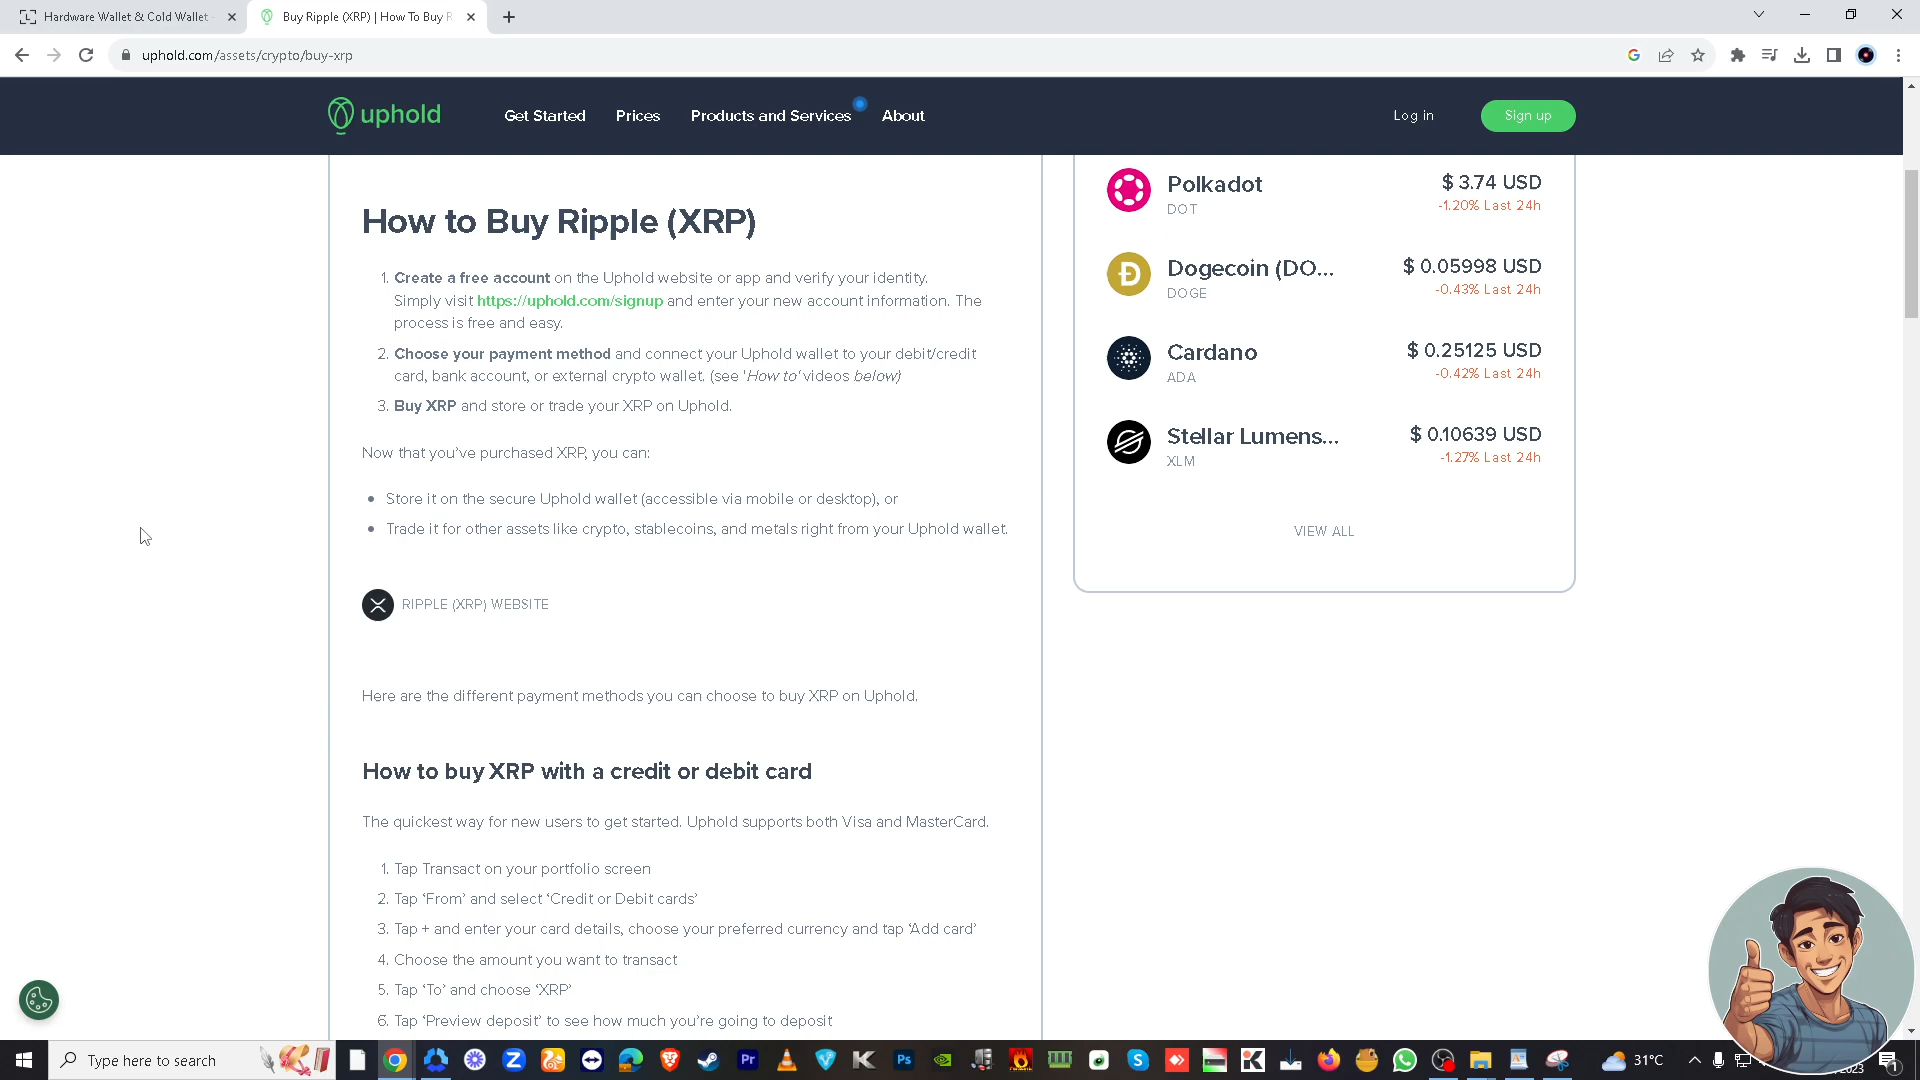 Hardware Wallet & Cold Wallet
Buy Ripple (XRP) | How To Buy R
uphold.com/assets/crypto/buy-xrp
uphold
Get Started
Prices
Products and Services
About
Log in
Sign up
How to Buy Ripple (XRP)
1. Create a free account on the Uphold website or app and verify your identity.
Simply visit https://uphold.com/signup and enter your new account information. The
process is free and easy.
2. Choose your payment method and connect your Uphold wallet to your debit/credit
card, bank account, or external crypto wallet. (see 'How to' videos below)
3. Buy XRP and store or trade your XRP on Uphold.
Now that you’ve purchased XRP, you can:
Store it on the secure Uphold wallet (accessible via mobile or desktop), or
Trade it for other assets like crypto, stablecoins, and metals right from your Uphold wallet.
RIPPLE (XRP) WEBSITE
Here are the different payment methods you can choose to buy XRP on Uphold.
How to buy XRP with a credit or debit card
The quickest way for new users to get started. Uphold supports both Visa and MasterCard.
1. Tap Transact on your portfolio screen
2. Tap ‘From’ and select ‘Credit or Debit cards’
3. Tap + and enter your card details, choose your preferred currency and tap ‘Add card’
4. Choose the amount you want to transact
5. Tap ‘To’ and choose ‘XRP’
6. Tap ‘Preview deposit’ to see how much you’re going to deposit
Polkadot
$ 3.74 USD
DOT
-1.20% Last 24h
Dogecoin (DO...
$ 0.05998 USD
DOGE
-0.43% Last 24h
Cardano
$ 0.25125 USD
ADA
-0.42% Last 24h
Stellar Lumens...
$ 0.10639 USD
XLM
-1.27% Last 24h
VIEW ALL
Type here to search
31°C
2023
1